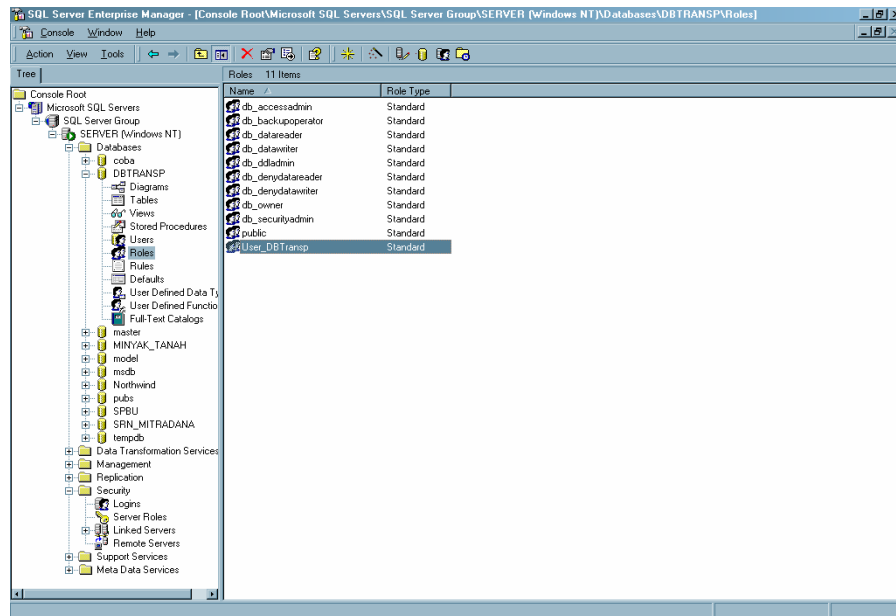 SQL Server Enterprise Manager - [Console Root\Microsoft SQL Servers\SQL Server Group\SERVER (Windows NT)\Databases\DBTRANSP\Roles]
Console Window Help
Action View Tools
Tree
Roles 11 Items
Console Root
Microsoft SQL Servers
SQL Server Group
SERVER (Windows NT)
Databases
coba
DBTRANSP
Diagrams
Tables
Views
Stored Procedures
Users
Roles
Rules
Defaults
User Defined Data Ty
User Defined Functio
Full-Text Catalogs
master
MINYAK_TANAH
model
msdb
Northwind
pubs
SPBU
SRN_MITRADANA
tempdb
Data Transformation Services
Management
Replication
Security
Logins
Server Roles
Linked Servers
Remote Servers
Support Services
Meta Data Services
Name Role Type
db_accessadmin Standard
db_backupoperator Standard
db_datareader Standard
db_datawriter Standard
db_ddladmin Standard
db_denydatareader Standard
db_denydatawriter Standard
db_owner Standard
db_securityadmin Standard
public Standard
User_DBTransp Standard